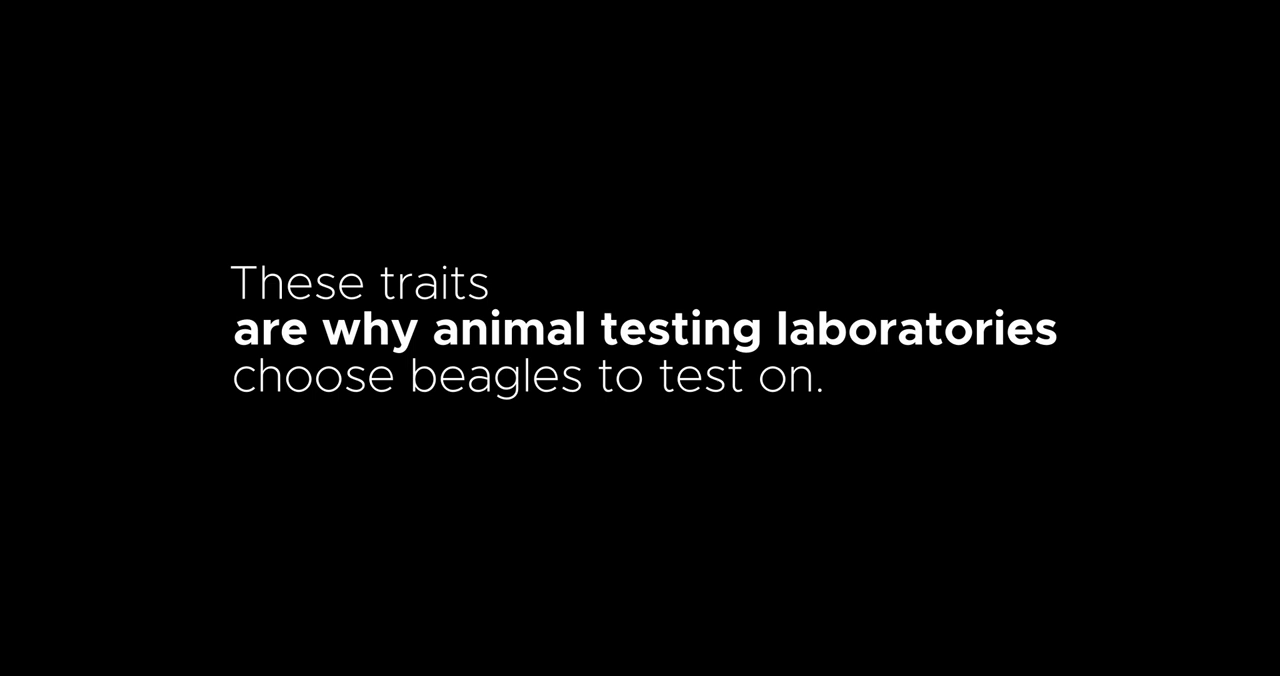 These traits
are why animal testing laboratories
choose beagles to test on.